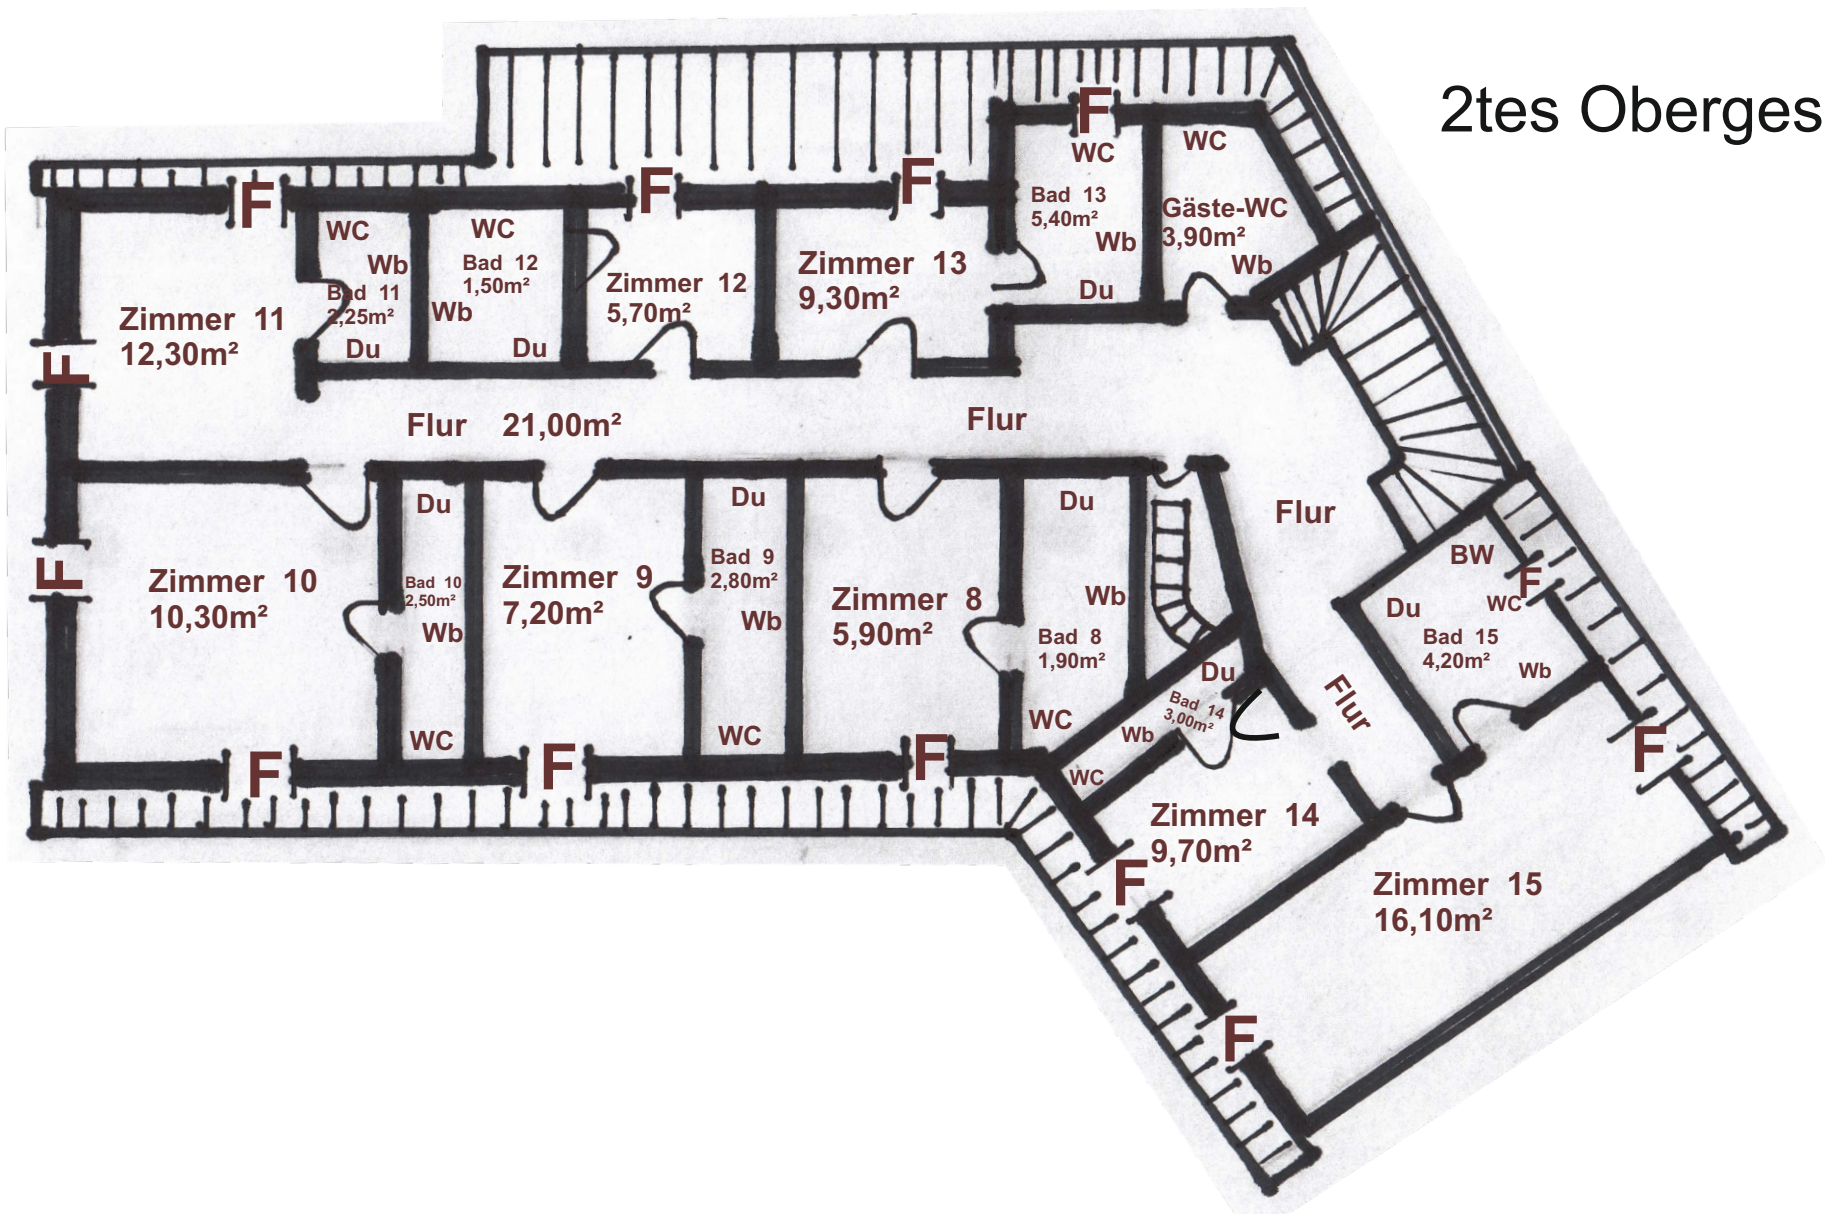 2tes Oberges
F
WC
WC
F
F
F
Bad 13
5,40m²
Gäste-WC
3,90m²
WC
WC
Wb
Wb
Wb
Bad 12
1,50m²
Zimmer 13
9,30m²
Zimmer 12
5,70m²
Bad 11
2,25m²
Du
Wb
Zimmer 11
12,30m²
Du
Du
F
Flur 21,00m²
Flur
Du
Du
Du
Flur
F
Zimmer 10
10,30m²
Bad 10
2,50m²
Wb
Zimmer 9
7,20m²
Bad 9
2,80m²
Wb
Zimmer 8
5,90m²
Wb
Bad 8
1,90m²
BW
F
WC
Du
Bad 15
4,20m²
Wb
Du
Bad 14
3,00m²
Wb
Flur
WC
WC
WC
WC
F
F
F
F
Zimmer 14
9,70m²
F
Zimmer 15
16,10m²
F